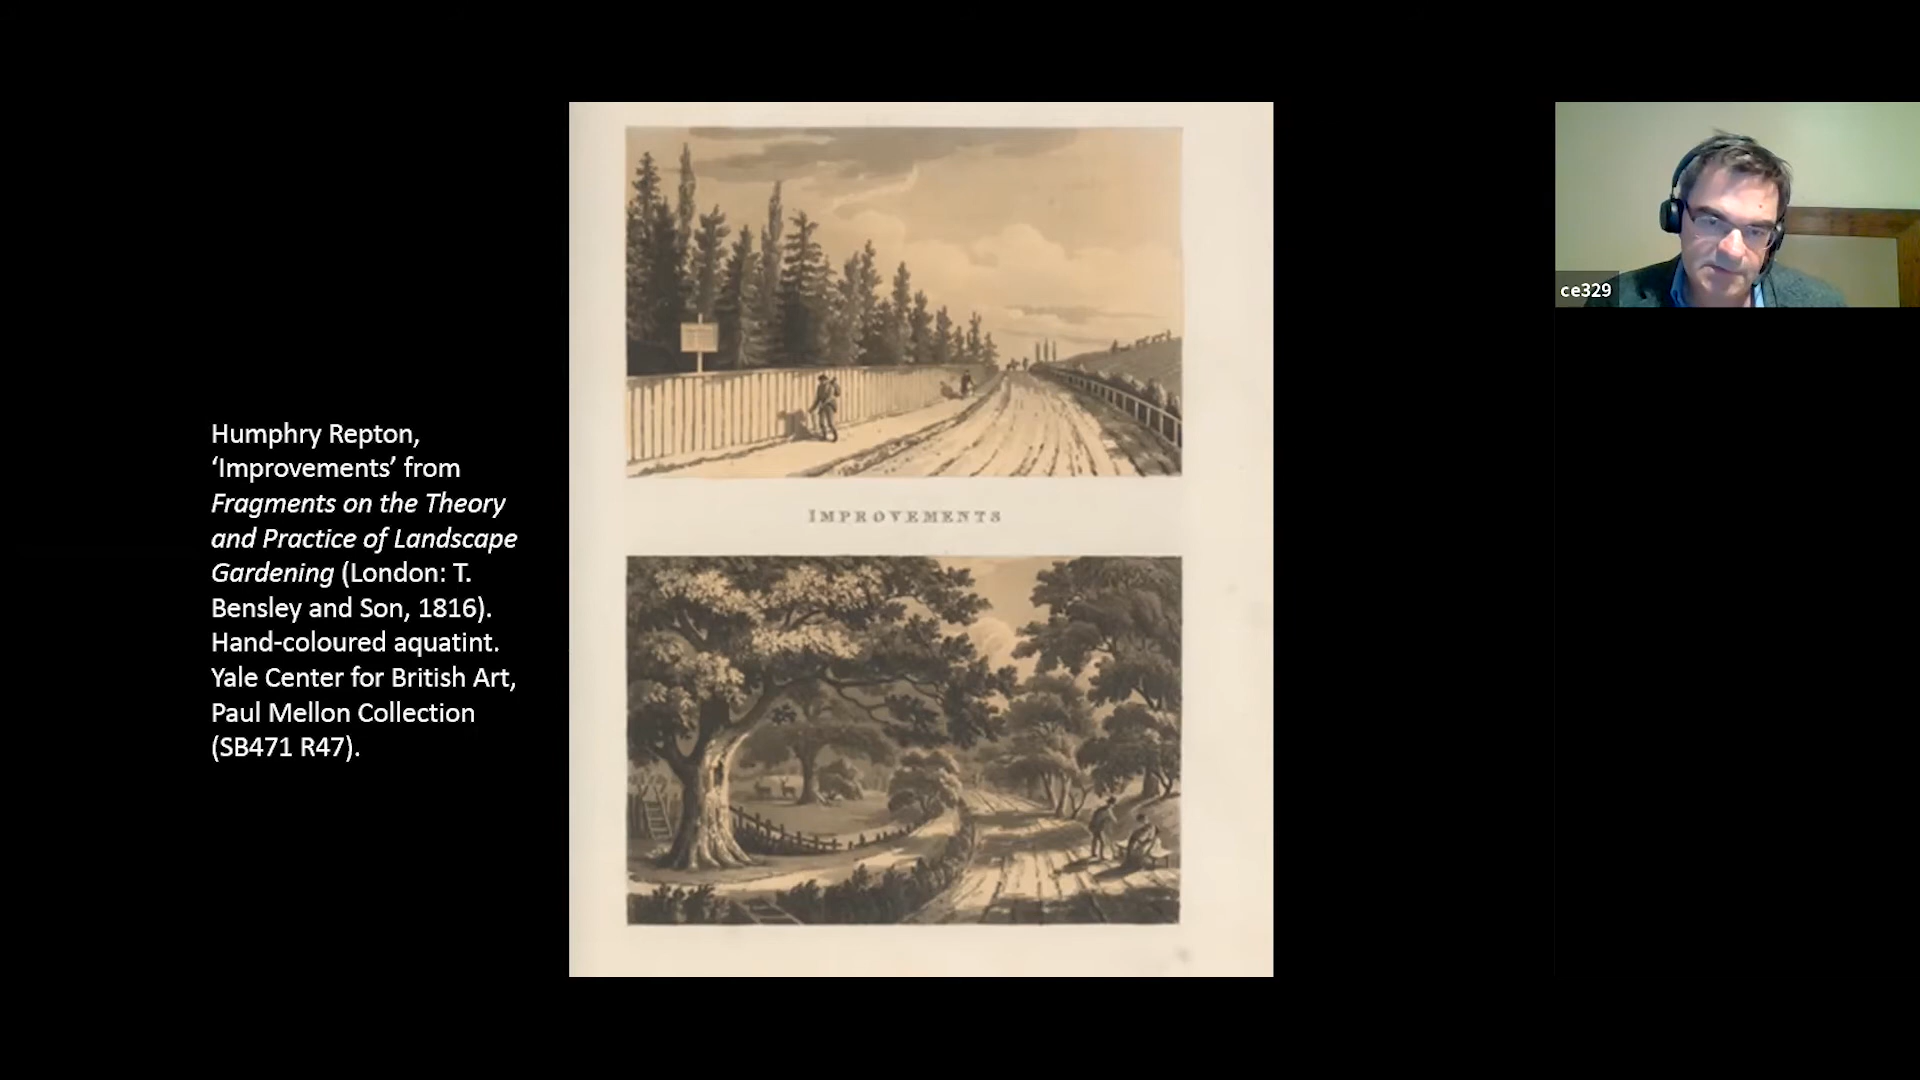 Humphry Repton,
‘Improvements’ from
Fragments on the Theory
and Practice of Landscape
Gardening (London: T.
Bensley and Son, 1816).
Hand-coloured aquatint.
Yale Center for British Art,
Paul Mellon Collection
(SB471 R47).
IMPROVEMENTS
ce329